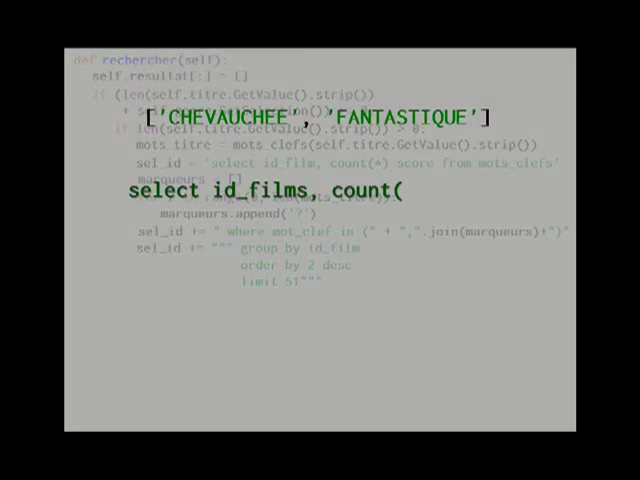 def rechercher(self):
self.resultat[:] = []
if (len(self.titre.GetValue().strip())
['CHEVAUCHEE', 'FANTASTIQUE']
if len(self.titre.GetValue().strip()) > 0:
mots_titre = mots_clefs(self.titre.GetValue().strip())
sel_id = 'select id_film, count(*) score from mots_clefs'
marqueurs = []
select id_films, count(
marqueurs.append('?')
sel_id += " where mot_clef in (" + ",".join(marqueurs)+")"
sel_id += """ group by id_film
order by 2 desc
limit 51"""